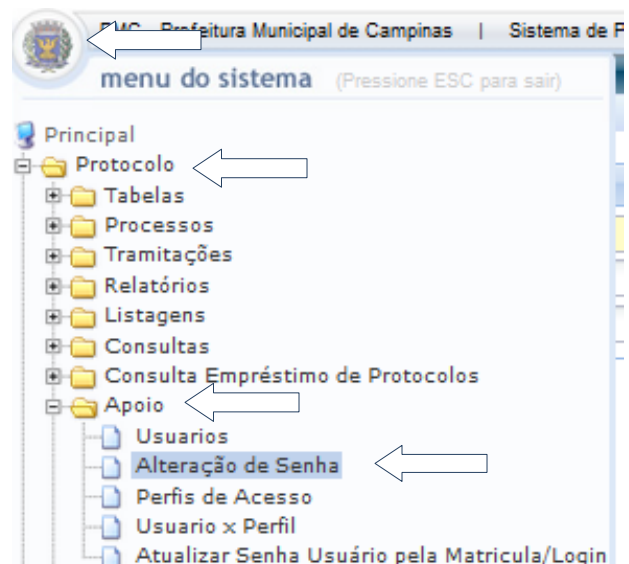 Prefeitura Municipal de Campinas | Sistema de
menu do sistema (Pressione ESC para sair)
Principal
Protocolo
Tabelas
Processos
Tramitações
Relatórios
Listagens
Consultas
Consulta Empréstimo de Protocolos
Apoio
Usuarios
Alteração de Senha
Perfis de Acesso
Usuario x Perfil
Atualizar Senha Usuário pela Matricula/Login